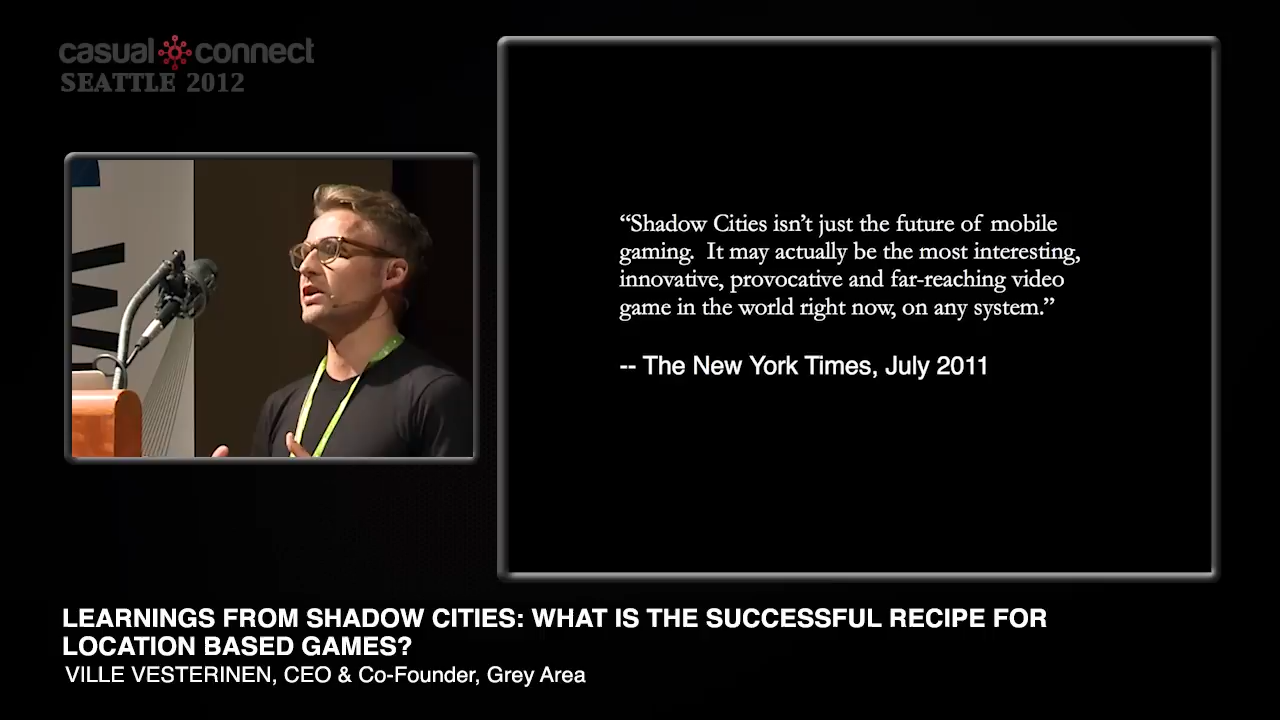 casual connect
SEATTLE 2012
“Shadow Cities isn’t just the future of mobile
gaming. It may actually be the most interesting,
innovative, provocative and far-reaching video
game in the world right now, on any system.”
-- The New York Times, July 2011
LEARNINGS FROM SHADOW CITIES: WHAT IS THE SUCCESSFUL RECIPE FOR
LOCATION BASED GAMES?
VILLE VESTERINEN, CEO & Co-Founder, Grey Area